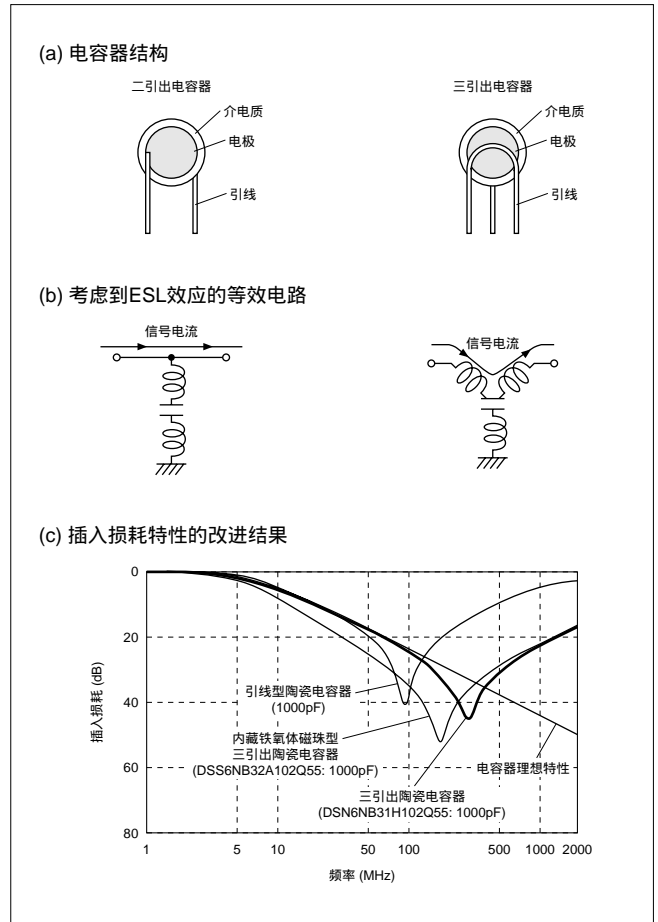 (a) 电容器结构
二引出电容器
三引出电容器
介电质
电极
引线
介电质
电极
引线
(b) 考虑到ESL效应的等效电路
信号电流
信号电流
(c) 插入损耗特性的改进结果
0
20
40
60
80
插入损耗 (dB)
引线型陶瓷电容器
(1000pF)
内藏铁氧体磁珠型
三引出陶瓷电容器
(DSS6NB32A102Q55: 1000pF)
三引出陶瓷电容器
(DSN6NB31H102Q55: 1000pF)
电容器理想特性
1
5
10
50
100
500
1000
2000
频率 (MHz)